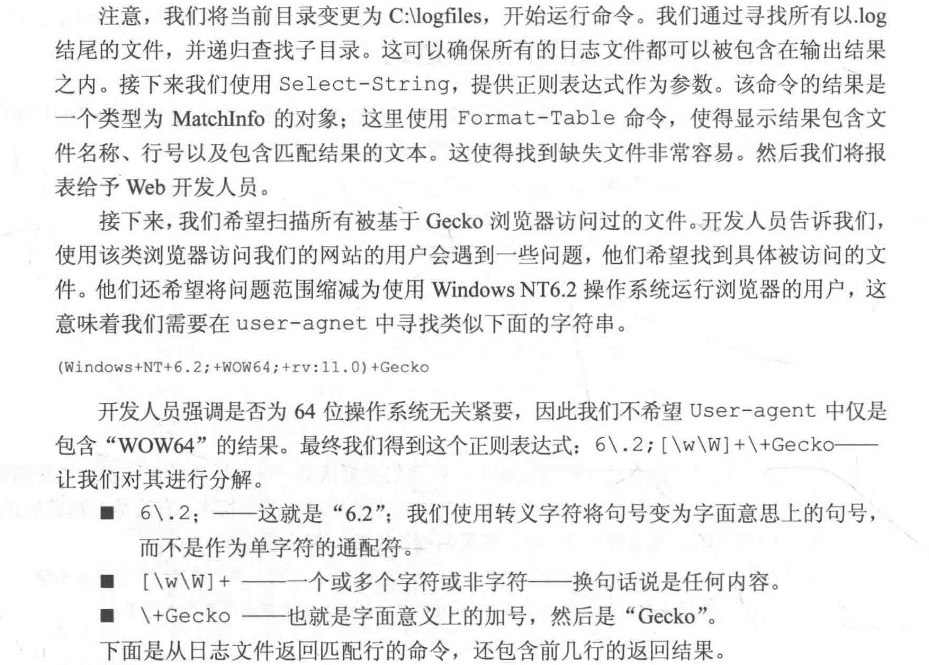 注意，我们将当前目录变更为 C:\logfiles，开始运行命令。我们通过寻找所有以.log
结尾的文件，并递归查找子目录。这可以确保所有的日志文件都可以被包含在输出结果
之内。接下来我们使用 Select-String，提供正则表达式作为参数。该命令的结果是
一个类型为 MatchInfo 的对象；这里使用 Format-Table 命令，使得显示结果包含文
件名称、行号以及包含匹配结果的文本。这使得找到缺失文件非常容易。然后我们将报
表给予 Web 开发人员。
接下来，我们希望扫描所有被基于 Gecko 浏览器访问过的文件。开发人员告诉我们，
使用该类浏览器访问我们的网站的用户会遇到一些问题，他们希望找到具体被访问的文
件。他们还希望将问题范围缩减为使用 Windows NT6.2 操作系统运行浏览器的用户，这
意味着我们需要在 user-agnet 中寻找类似下面的字符串。
(Windows+NT+6.2;+WOW64;+rv:11.0)+Gecko
开发人员强调是否为 64 位操作系统无关紧要，因此我们不希望 User-agent 中仅是
包含“WOW64”的结果。最终我们得到这个正则表达式：6\.2;[\w\W]+\+Gecko——
让我们对其进行分解。
■ 6\.2; ——这就是“6.2”；我们使用转义字符将句号变为字面意思上的句号，
而不是作为单字符的通配符。
■ [\w\W]+ ——一个或多个字符或非字符——换句话说是任何内容。
■ \+Gecko ——也就是字面意义上的加号，然后是“Gecko”。
下面是从日志文件返回匹配行的命令，还包含前几行的返回结果。